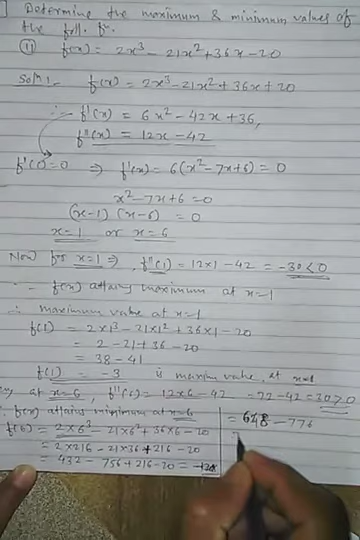 Determine the maximum & minimum values of
the foll. fⁿ.
(ii) f(x) = 2x³ - 21x² + 36x - 20
Solⁿ:- f(x) = 2x³ - 21x² + 36x + 20
∴ f'(x) = 6x² - 42x + 36,
f''(x) = 12x - 42
f'(x) = 0 ⇒ f'(x) = 6(x² - 7x + 6) = 0
x² - 7x + 6 = 0
(x-1) (x-6) = 0
x = 1 or x = 6
Now for x = 1 ⇒ f''(1) = 12×1 - 42 = -30 < 0
∴ f(x) attains maximum at x = 1
∴ maximum value at x = 1
f(1) = 2×1³ - 21×1² + 36×1 - 20
= 2 - 21 + 36 - 20
= 38 - 41
f(1) = -3 is maximum value at x=1
at x = 6, f''(6) = 12×6 - 42 = 72 - 42 = 30 > 0
∴ f(x) attains minimum at x = 6
f(6) = 2×6³ - 21×6² + 36×6 - 20
= 2×216 - 21×36 + 216 - 20
= 432 - 756 + 216 - 20 =
= 648 - 776
=